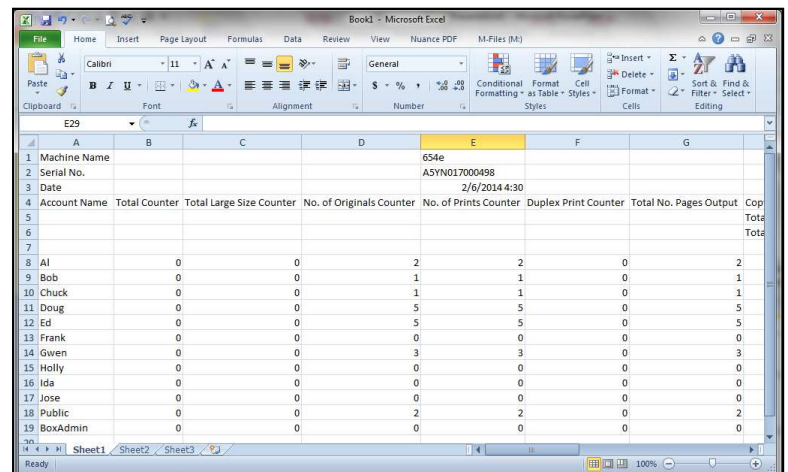 Book1 - Microsoft Excel
File Home Insert Page Layout Formulas Data Review View Nuance PDF M-Files (M:)
Paste
Calibri 11 A A
B I U A
General
$ % , .00 .00
Conditional Formatting
Format as Table
Cell Styles
Insert
Delete
Format
Σ
Sort & Filter
Find & Select
Clipboard Font Alignment Number Styles Cells Editing
E29 fx
A B C D E F G
1 Machine Name 654e
2 Serial No. A5YN017000498
3 Date 2/6/2014 4:30
4 Account Name Total Counter Total Large Size Counter No. of Originals Counter No. of Prints Counter Duplex Print Counter Total No. Pages Output Cop
5 Tota
6 Tota
7
8 Al 0 0 2 2 0 2
9 Bob 0 0 1 1 0 1
10 Chuck 0 0 1 1 0 1
11 Doug 0 0 5 5 0 5
12 Ed 0 0 5 5 0 5
13 Frank 0 0 0 0 0 0
14 Gwen 0 0 3 3 0 3
15 Holly 0 0 0 0 0 0
16 Ida 0 0 0 0 0 0
17 Jose 0 0 0 0 0 0
18 Public 0 0 2 2 0 2
19 BoxAdmin 0 0 0 0 0 0
20
Sheet1 Sheet2 Sheet3
Ready 100%